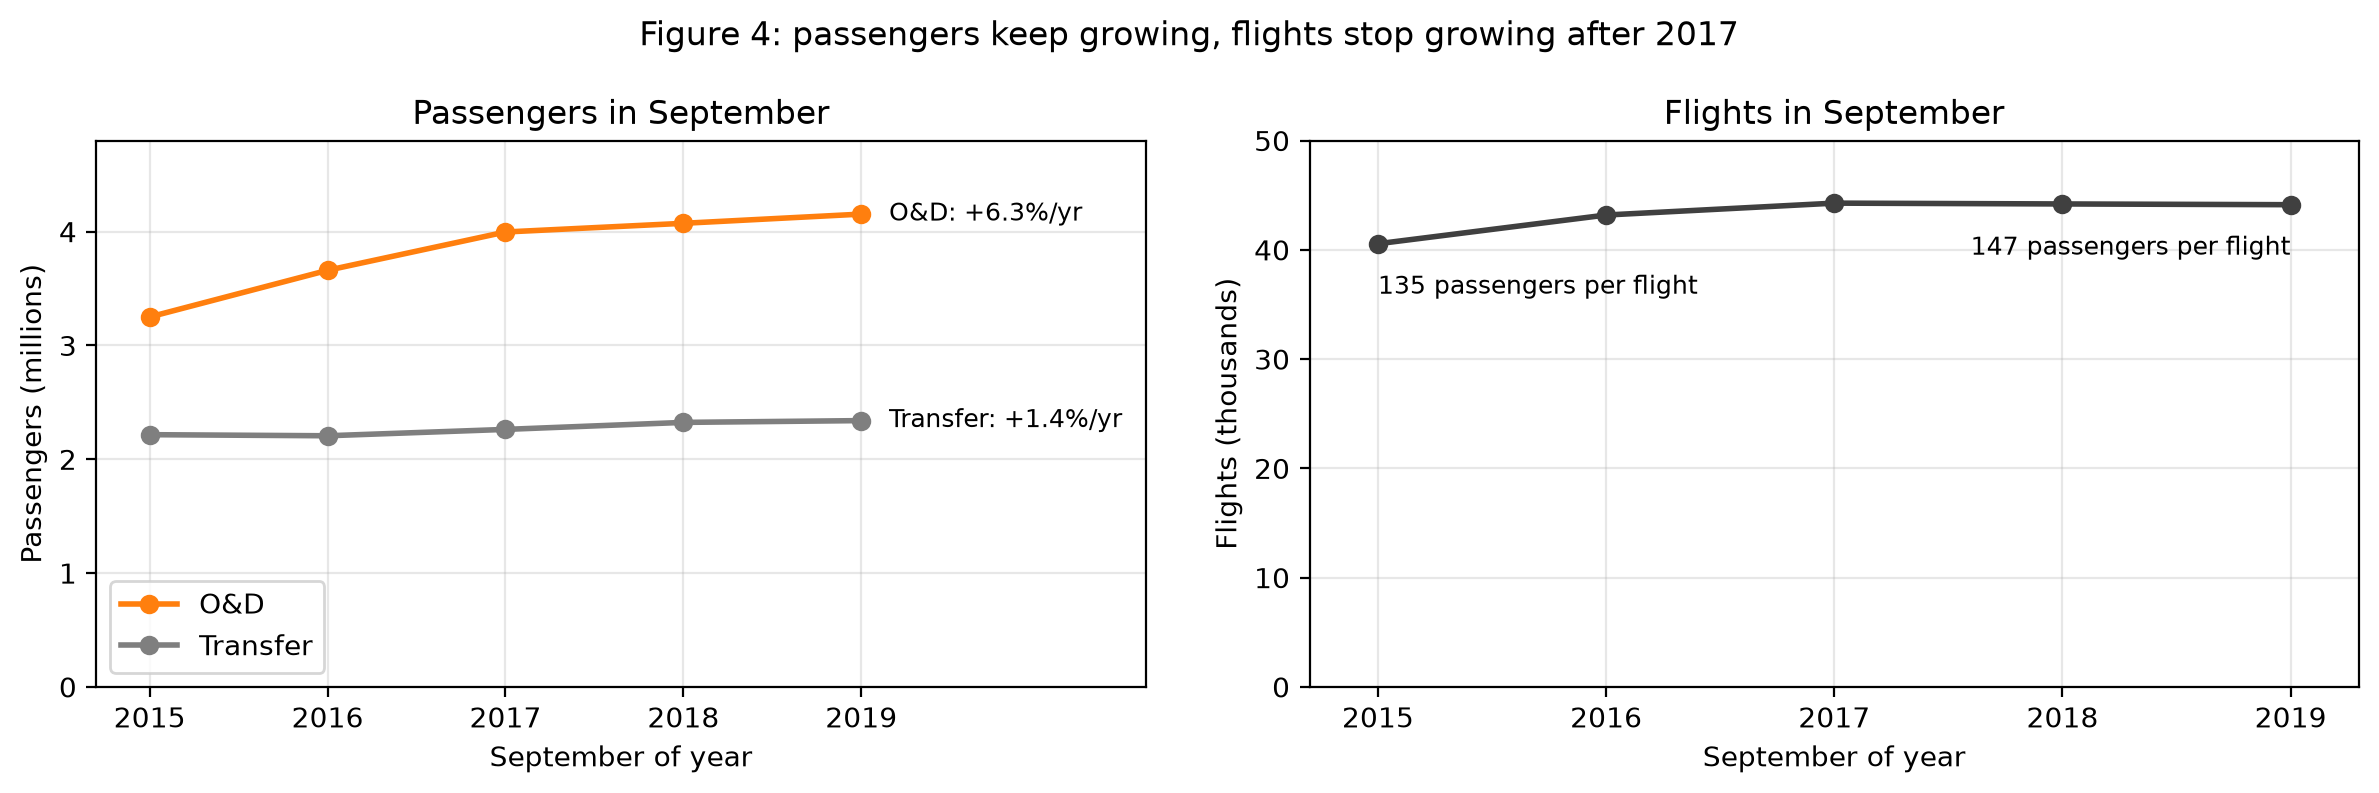 Figure 4: passengers keep growing, flights stop growing after 2017
Passengers in September
Passengers (millions)
4
3
2
1
0
O&D: +6.3%/yr
Transfer: +1.4%/yr
O&D
Transfer
2015 2016 2017 2018 2019
September of year
Flights in September
Flights (thousands)
50
40
30
20
10
0
135 passengers per flight
147 passengers per flight
2015 2016 2017 2018 2019
September of year